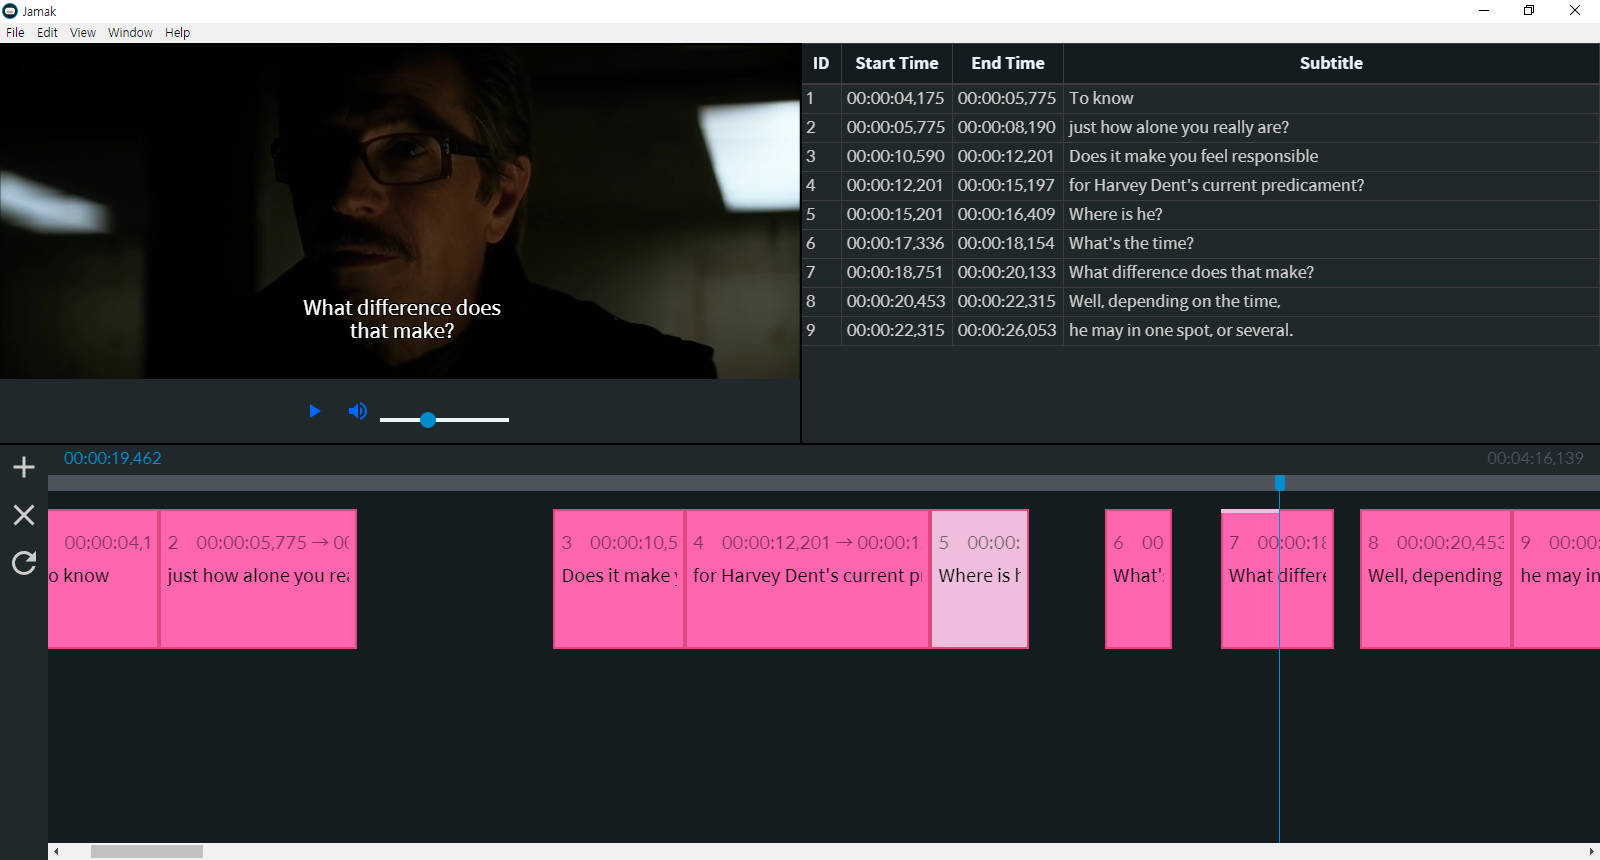 Jamak
File Edit View Window Help
What difference does
that make?
ID Start Time End Time Subtitle
1 00:00:04,175 00:00:05,775 To know
2 00:00:05,775 00:00:08,190 just how alone you really are?
3 00:00:10,590 00:00:12,201 Does it make you feel responsible
4 00:00:12,201 00:00:15,197 for Harvey Dent's current predicament?
5 00:00:15,201 00:00:16,409 Where is he?
6 00:00:17,336 00:00:18,154 What's the time?
7 00:00:18,751 00:00:20,133 What difference does that make?
8 00:00:20,453 00:00:22,315 Well, depending on the time,
9 00:00:22,315 00:00:26,053 he may in one spot, or several.
00:00:19,462 00:04:16,139
00:00:04,1 2 00:00:05,775 → 00 3 00:00:10,5 4 00:00:12,201 → 00:00:1 5 00:00: 6 00 7 00:00:18 8 00:00:20,453 9 00:00:
o know just how alone you rea Does it make y for Harvey Dent's current p Where is h What' What differe Well, depending he may in